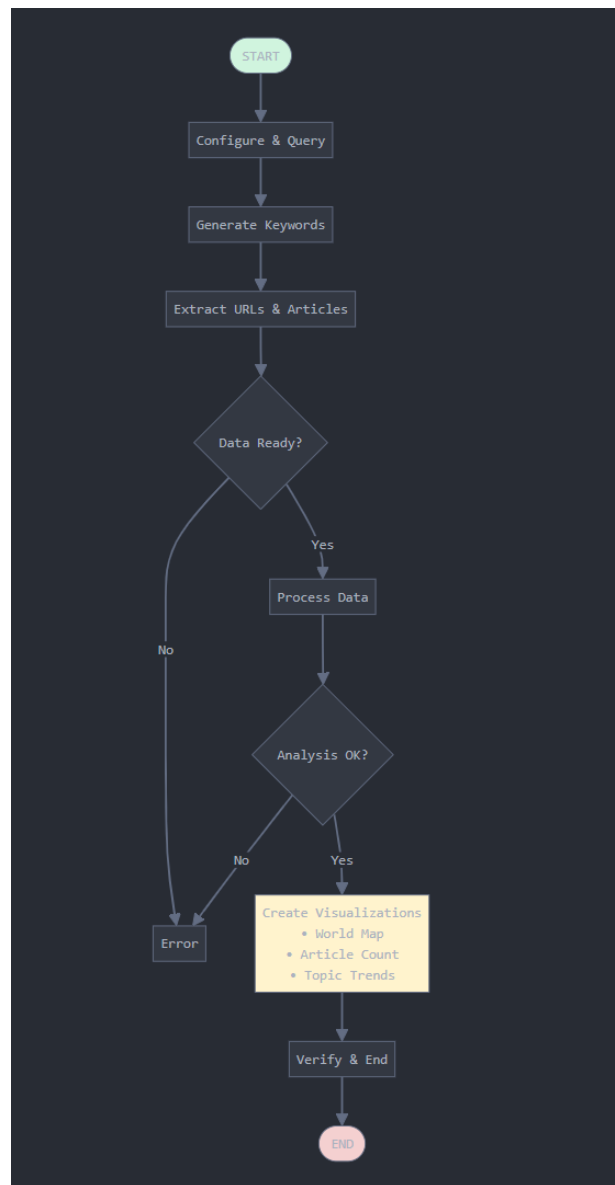 START
Configure & Query
Generate Keywords
Extract URLs & Articles
Data Ready?
Yes
Process Data
No
Analysis OK?
No
Yes
Create Visualizations
• World Map
• Article Count
• Topic Trends
Error
Verify & End
END